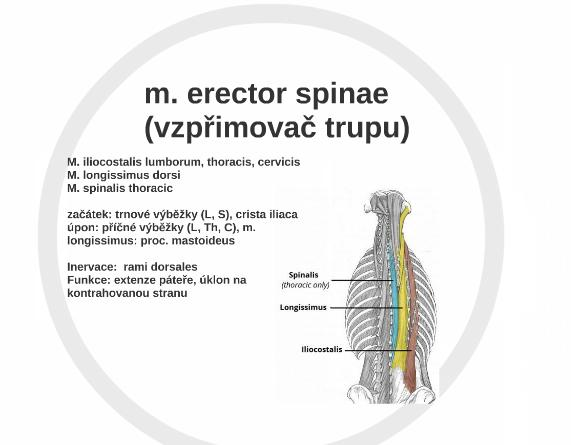 m. erector spinae
(vzpřimovač trupu)
M. iliocostalis lumborum, thoracis, cervicis
M. longissimus dorsi
M. spinalis thoracic
začátek: trnové výběžky (L, S), crista iliaca
úpon: příčné výběžky (L, Th, C), m.
longissimus: proc. mastoideus
Inervace: rami dorsales
Funkce: extenze páteře, úklon na
kontrahovanou stranu
Spinalis
(thoracic only)
Longissimus
Iliocostalis